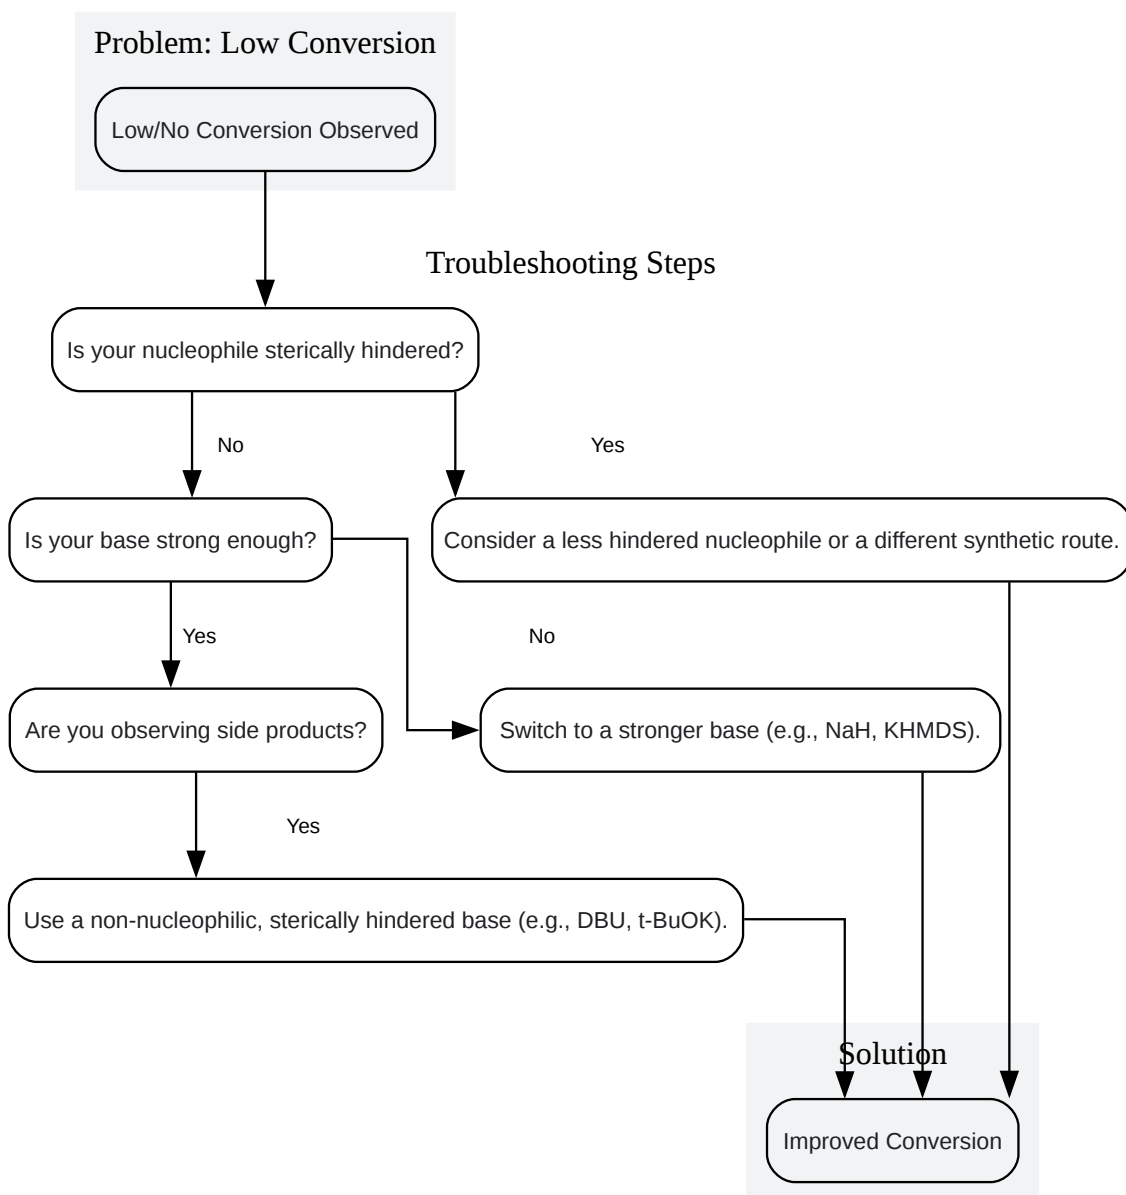 Problem: Low Conversion
Low/No Conversion Observed
Troubleshooting Steps
Is your nucleophile sterically hindered?
No
Yes
Is your base strong enough?
Consider a less hindered nucleophile or a different synthetic route.
Yes
No
Are you observing side products?
Switch to a stronger base (e.g., NaH, KHMDS).
Yes
Use a non-nucleophilic, sterically hindered base (e.g., DBU, t-BuOK).
Solution
Improved Conversion